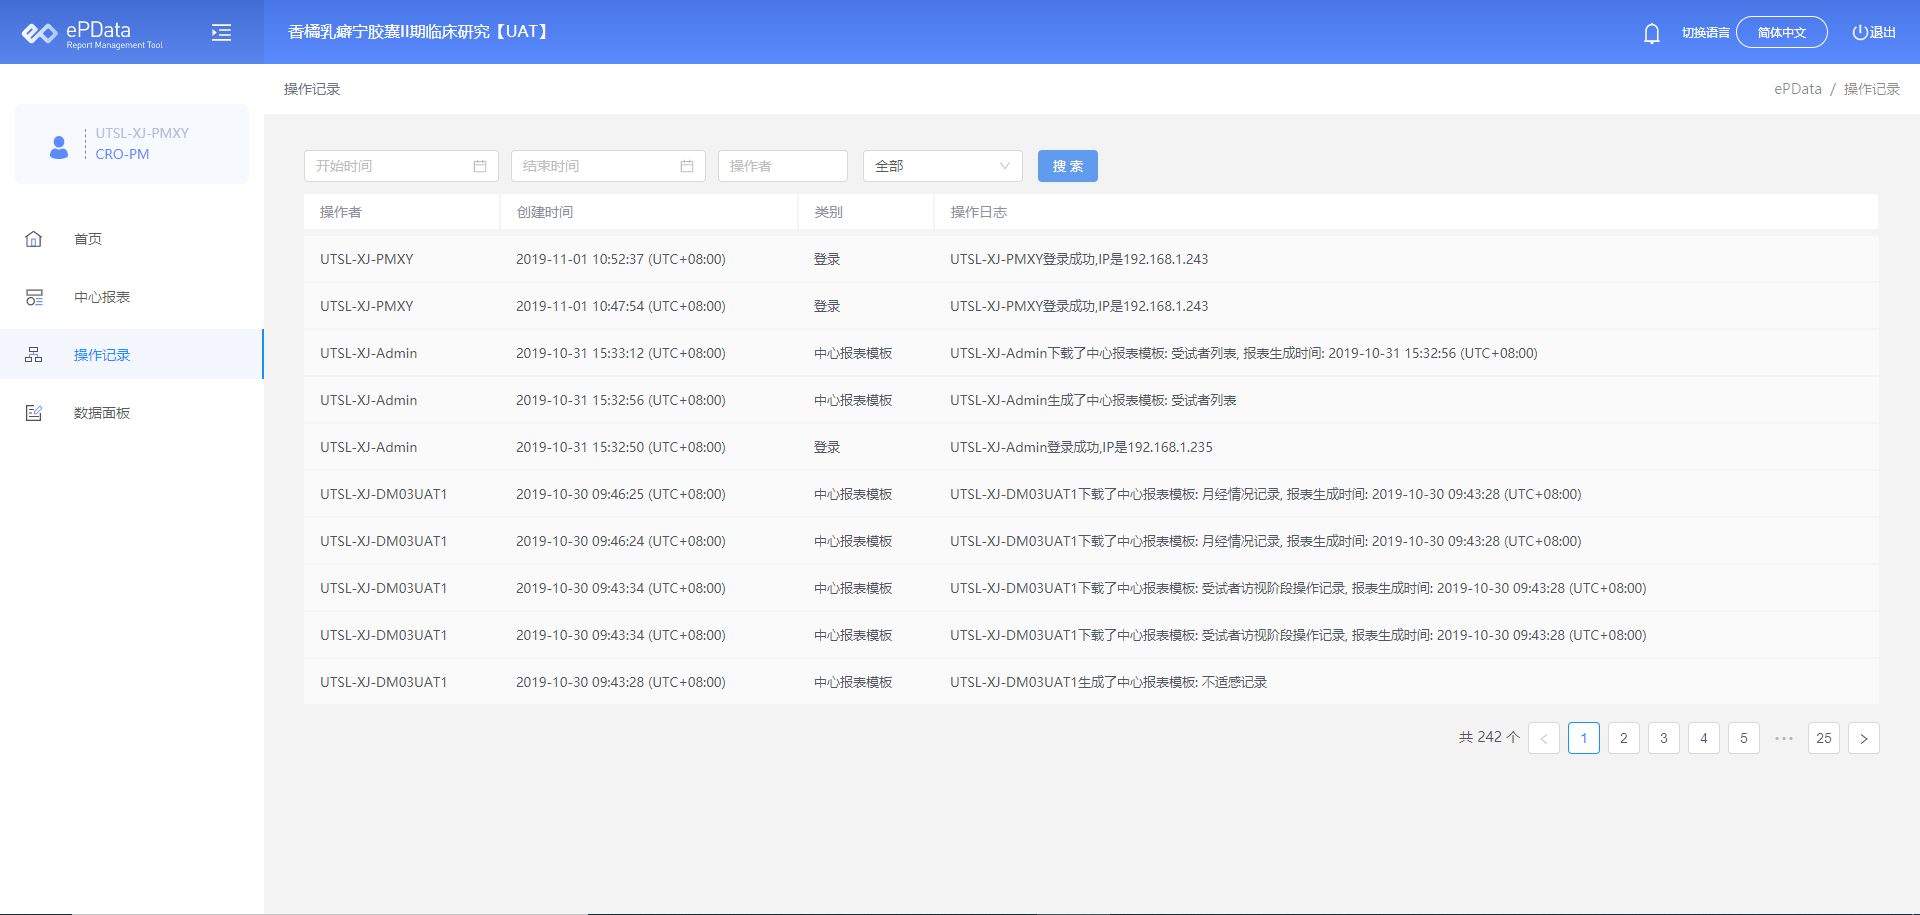 ePData
Report Management Tool
香橘乳癖宁胶囊II期临床研究【UAT】
切换语言 简体中文 退出
操作记录
ePData / 操作记录
UTSL-XJ-PMXY
CRO-PM
首页
中心报表
操作记录
数据面板
开始时间 结束时间 操作者 全部 搜 索
操作者 创建时间 类别 操作日志
UTSL-XJ-PMXY 2019-11-01 10:52:37 (UTC+08:00) 登录 UTSL-XJ-PMXY登录成功,IP是192.168.1.243
UTSL-XJ-PMXY 2019-11-01 10:47:54 (UTC+08:00) 登录 UTSL-XJ-PMXY登录成功,IP是192.168.1.243
UTSL-XJ-Admin 2019-10-31 15:33:12 (UTC+08:00) 中心报表模板 UTSL-XJ-Admin下载了中心报表模板: 受试者列表, 报表生成时间: 2019-10-31 15:32:56 (UTC+08:00)
UTSL-XJ-Admin 2019-10-31 15:32:56 (UTC+08:00) 中心报表模板 UTSL-XJ-Admin生成了中心报表模板: 受试者列表
UTSL-XJ-Admin 2019-10-31 15:32:50 (UTC+08:00) 登录 UTSL-XJ-Admin登录成功,IP是192.168.1.235
UTSL-XJ-DM03UAT1 2019-10-30 09:46:25 (UTC+08:00) 中心报表模板 UTSL-XJ-DM03UAT1下载了中心报表模板: 月经情况记录, 报表生成时间: 2019-10-30 09:43:28 (UTC+08:00)
UTSL-XJ-DM03UAT1 2019-10-30 09:46:24 (UTC+08:00) 中心报表模板 UTSL-XJ-DM03UAT1下载了中心报表模板: 月经情况记录, 报表生成时间: 2019-10-30 09:43:28 (UTC+08:00)
UTSL-XJ-DM03UAT1 2019-10-30 09:43:34 (UTC+08:00) 中心报表模板 UTSL-XJ-DM03UAT1下载了中心报表模板: 受试者访视阶段操作记录, 报表生成时间: 2019-10-30 09:43:28 (UTC+08:00)
UTSL-XJ-DM03UAT1 2019-10-30 09:43:34 (UTC+08:00) 中心报表模板 UTSL-XJ-DM03UAT1下载了中心报表模板: 受试者访视阶段操作记录, 报表生成时间: 2019-10-30 09:43:28 (UTC+08:00)
UTSL-XJ-DM03UAT1 2019-10-30 09:43:28 (UTC+08:00) 中心报表模板 UTSL-XJ-DM03UAT1生成了中心报表模板: 不适感记录
共 242 个 < 1 2 3 4 5 ••• 25 >